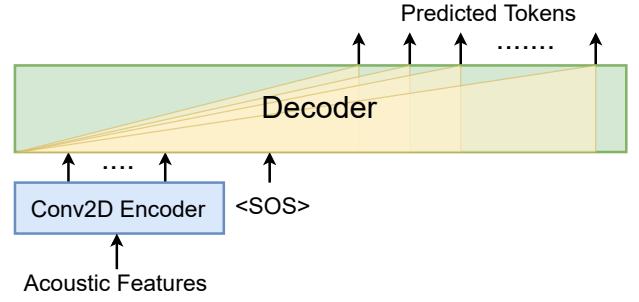 Predicted Tokens
.......
Decoder
....
Conv2D Encoder
<SOS>
Acoustic Features